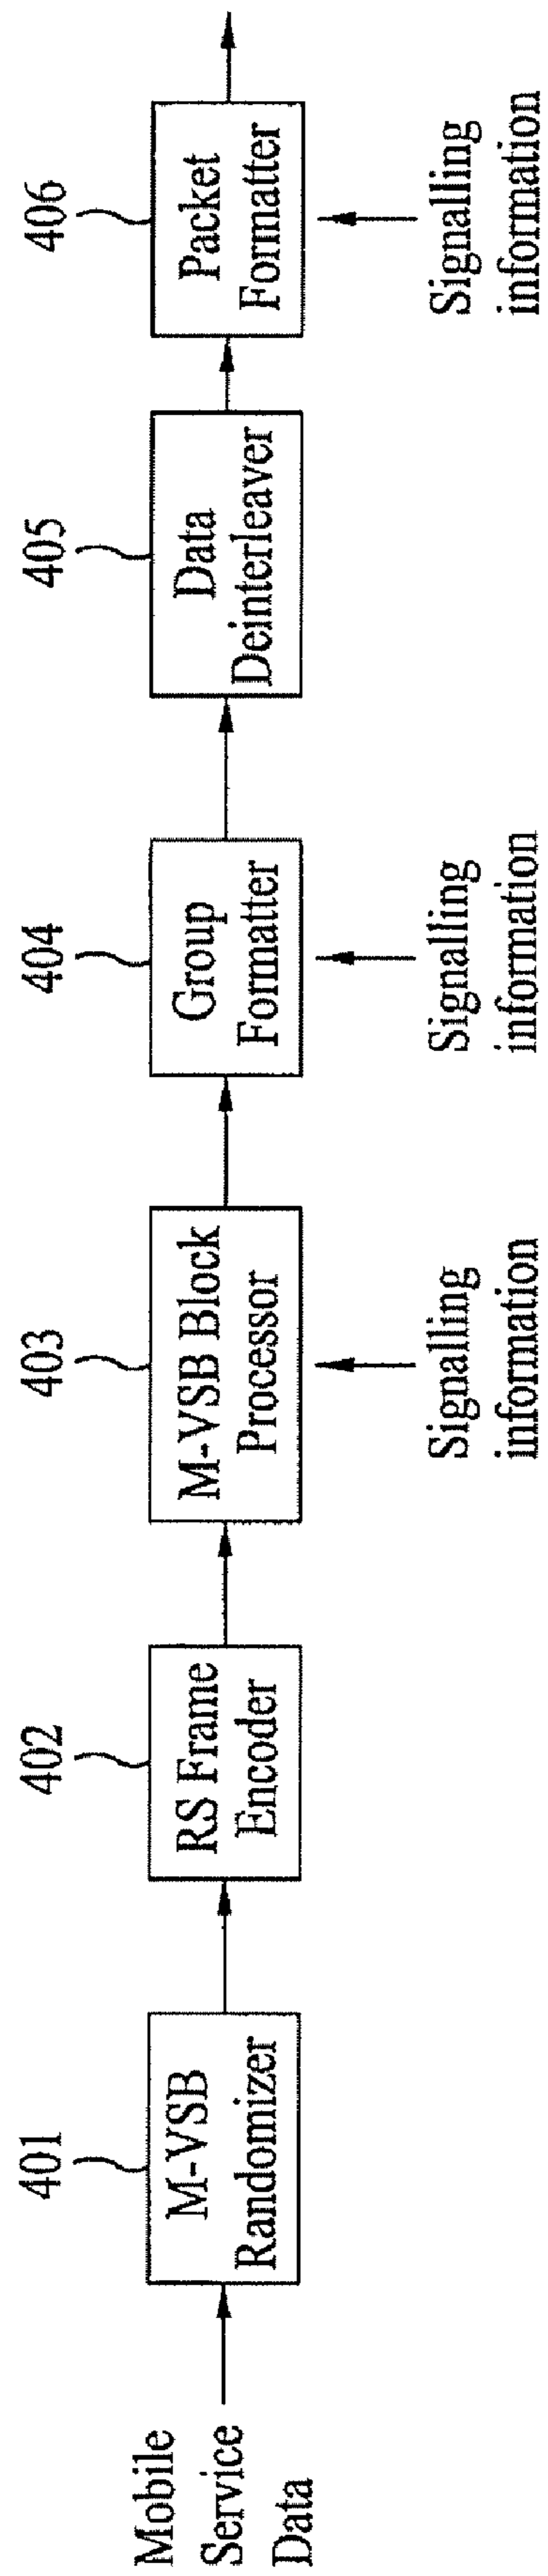 Mobile
Service
Data
401
M-VSB
Randomizer
402
RS Frame
Encoder
403
M-VSB Block
Processor
Signalling
information
404
Group
Formatter
Signalling
information
405
Data
Deinterleaver
406
Packet
Formatter
Signalling
information